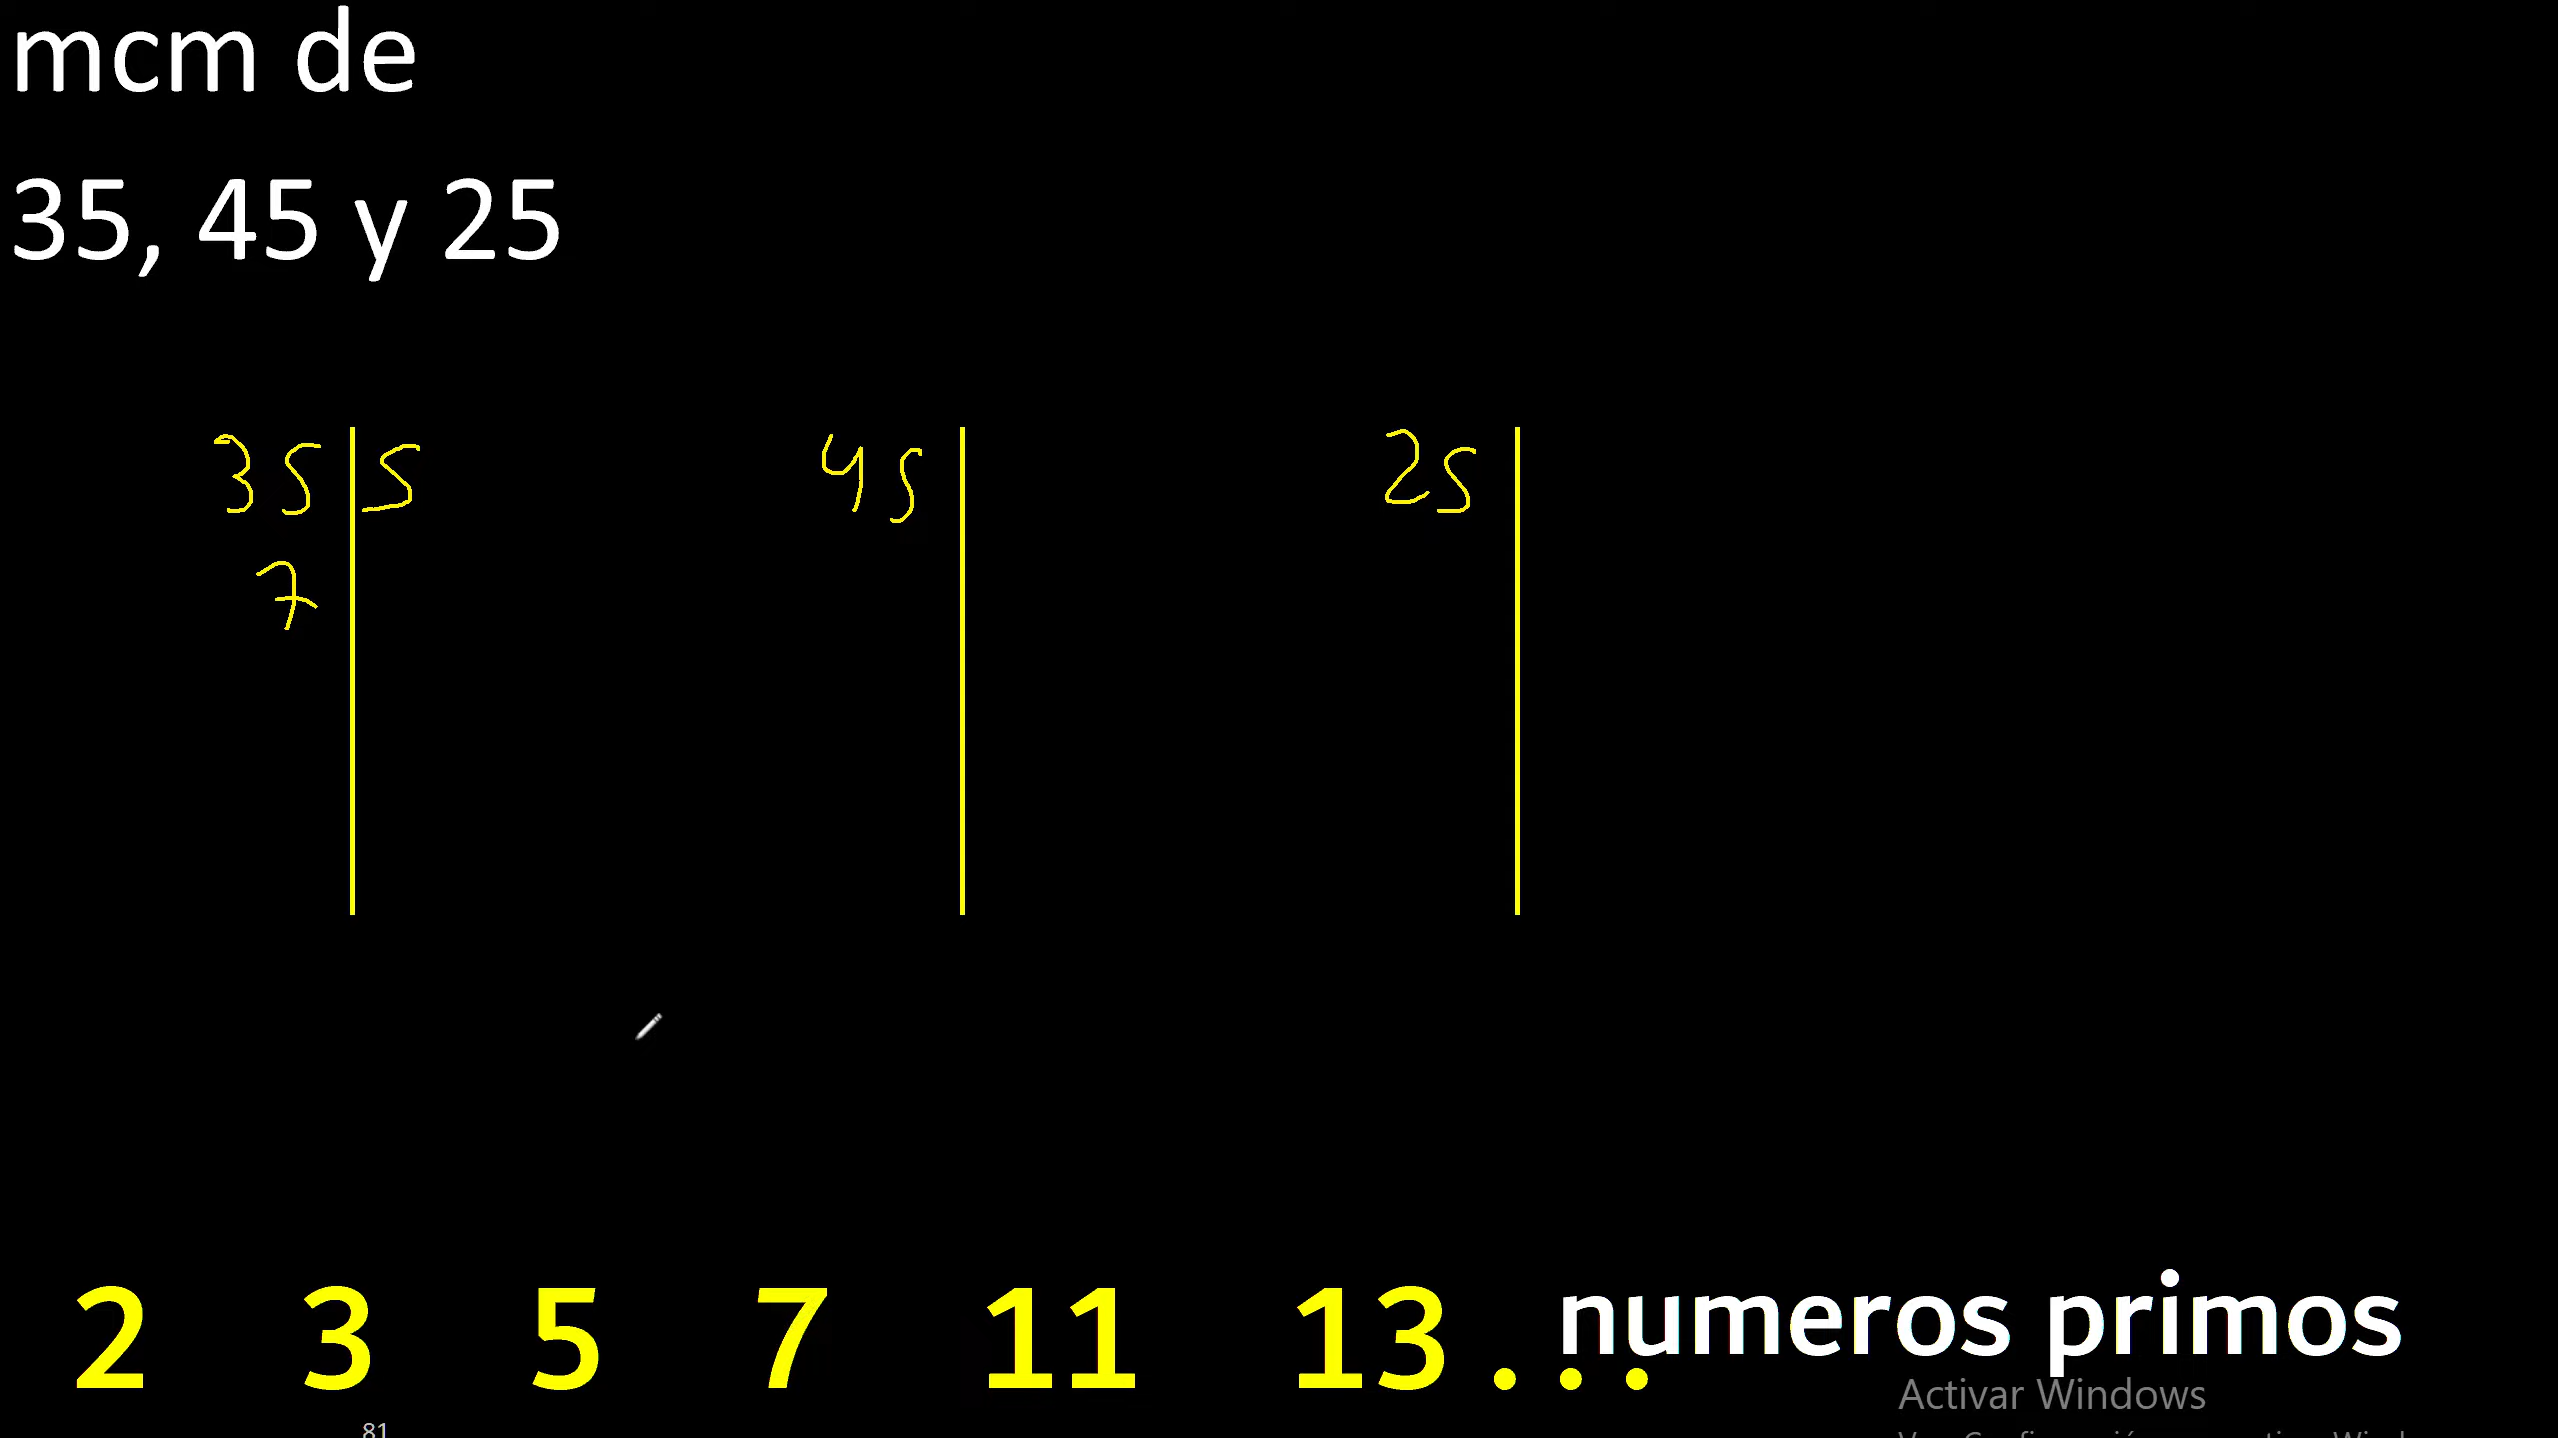 mcm de
35, 45 y 25
35 5 45 25
7
2 3 5 7 11 13... numeros primos
Activar Windows
81